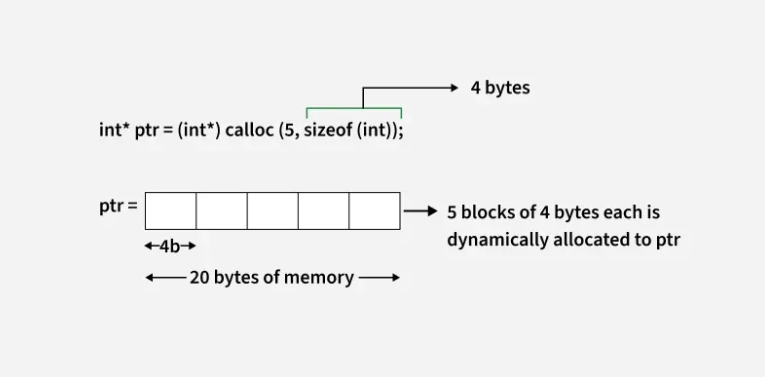 4 bytes
int* ptr = (int*) calloc (5, sizeof (int));
ptr =
5 blocks of 4 bytes each is
dynamically allocated to ptr
4b
20 bytes of memory